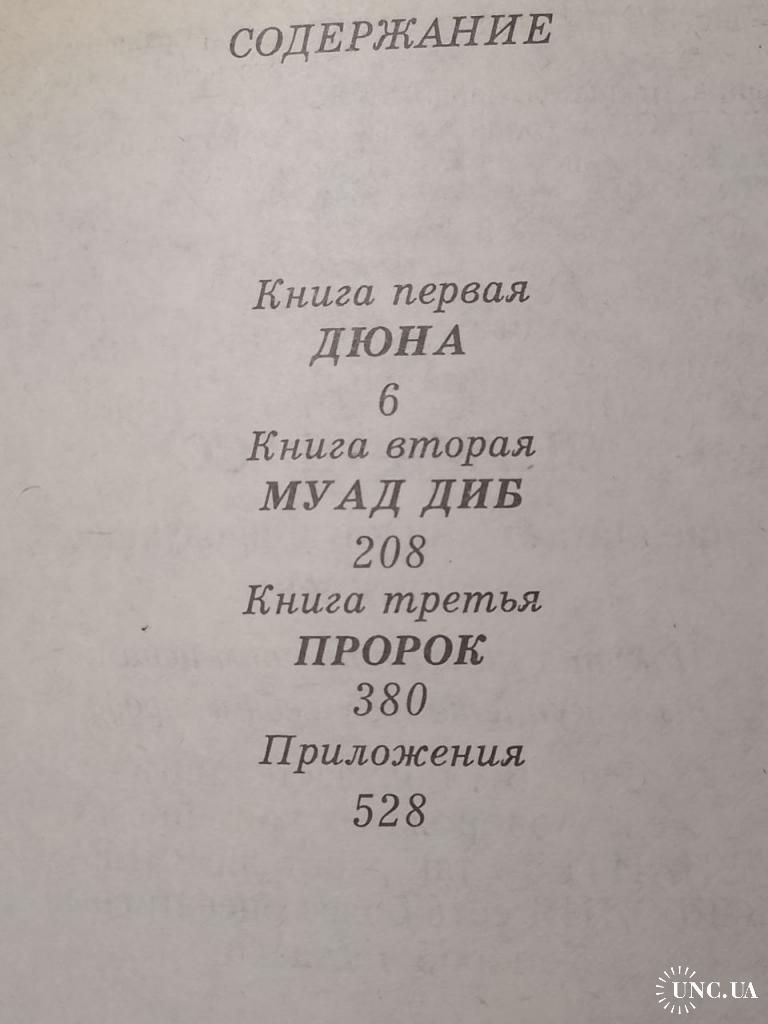 СОДЕРЖАНИЕ
Книга первая
ДЮНА
6
Книга вторая
МУАД ДИБ
208
Книга третья
ПРОРОК
380
Приложения
528
UNC.UA